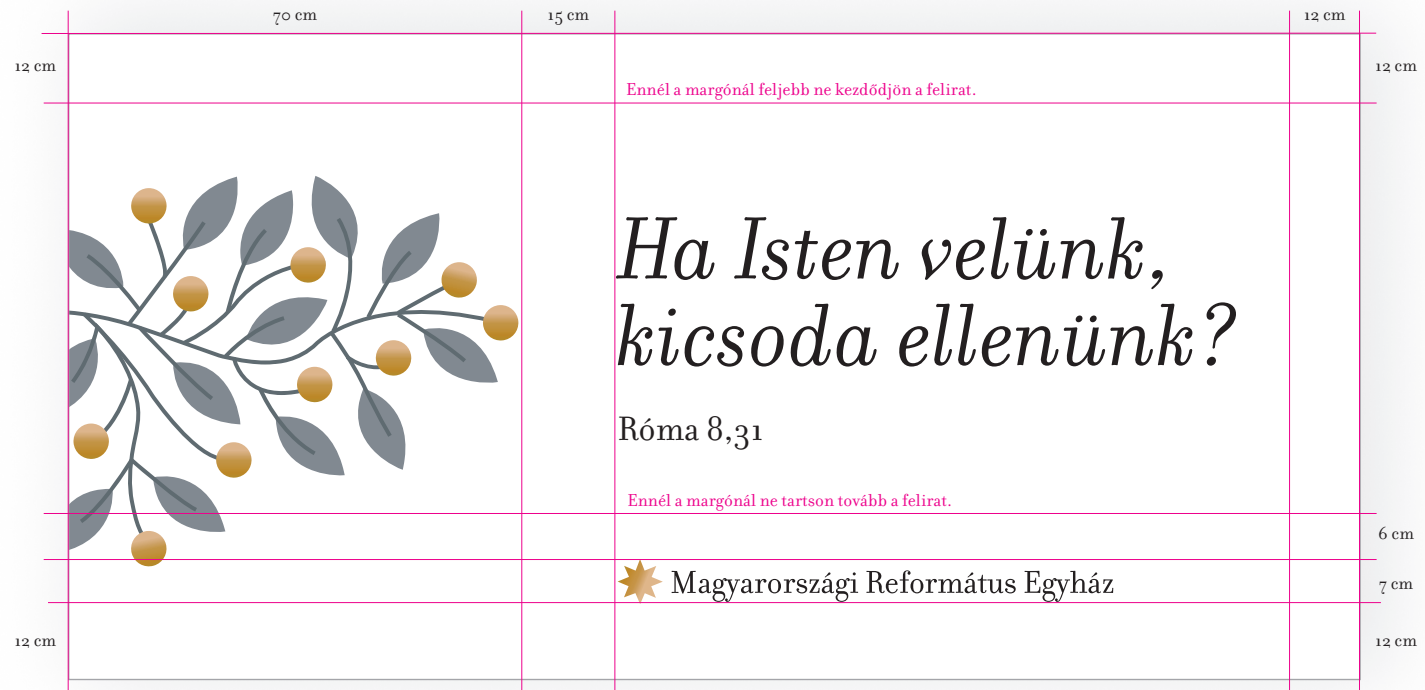 70 cm
15 cm
12 cm
12 cm
12 cm
Ennél a margónál feljebb ne kezdődjön a felirat.
Ha Isten velünk,
kicsoda ellenünk?
Róma 8,31
Ennél a margónál ne tartson tovább a felirat.
6 cm
Magyarországi Református Egyház
7 cm
12 cm
12 cm